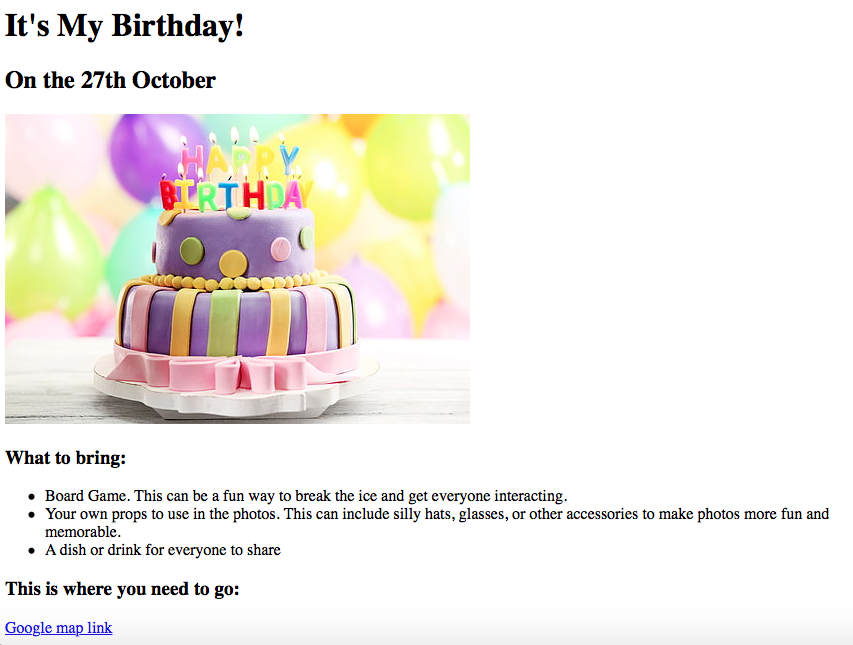 It's My Birthday!
On the 27th October
HAPPY
BIRTHDAY
What to bring:
• Board Game. This can be a fun way to break the ice and get everyone interacting.
• Your own props to use in the photos. This can include silly hats, glasses, or other accessories to make photos more fun and
memorable.
• A dish or drink for everyone to share
This is where you need to go:
Google map link